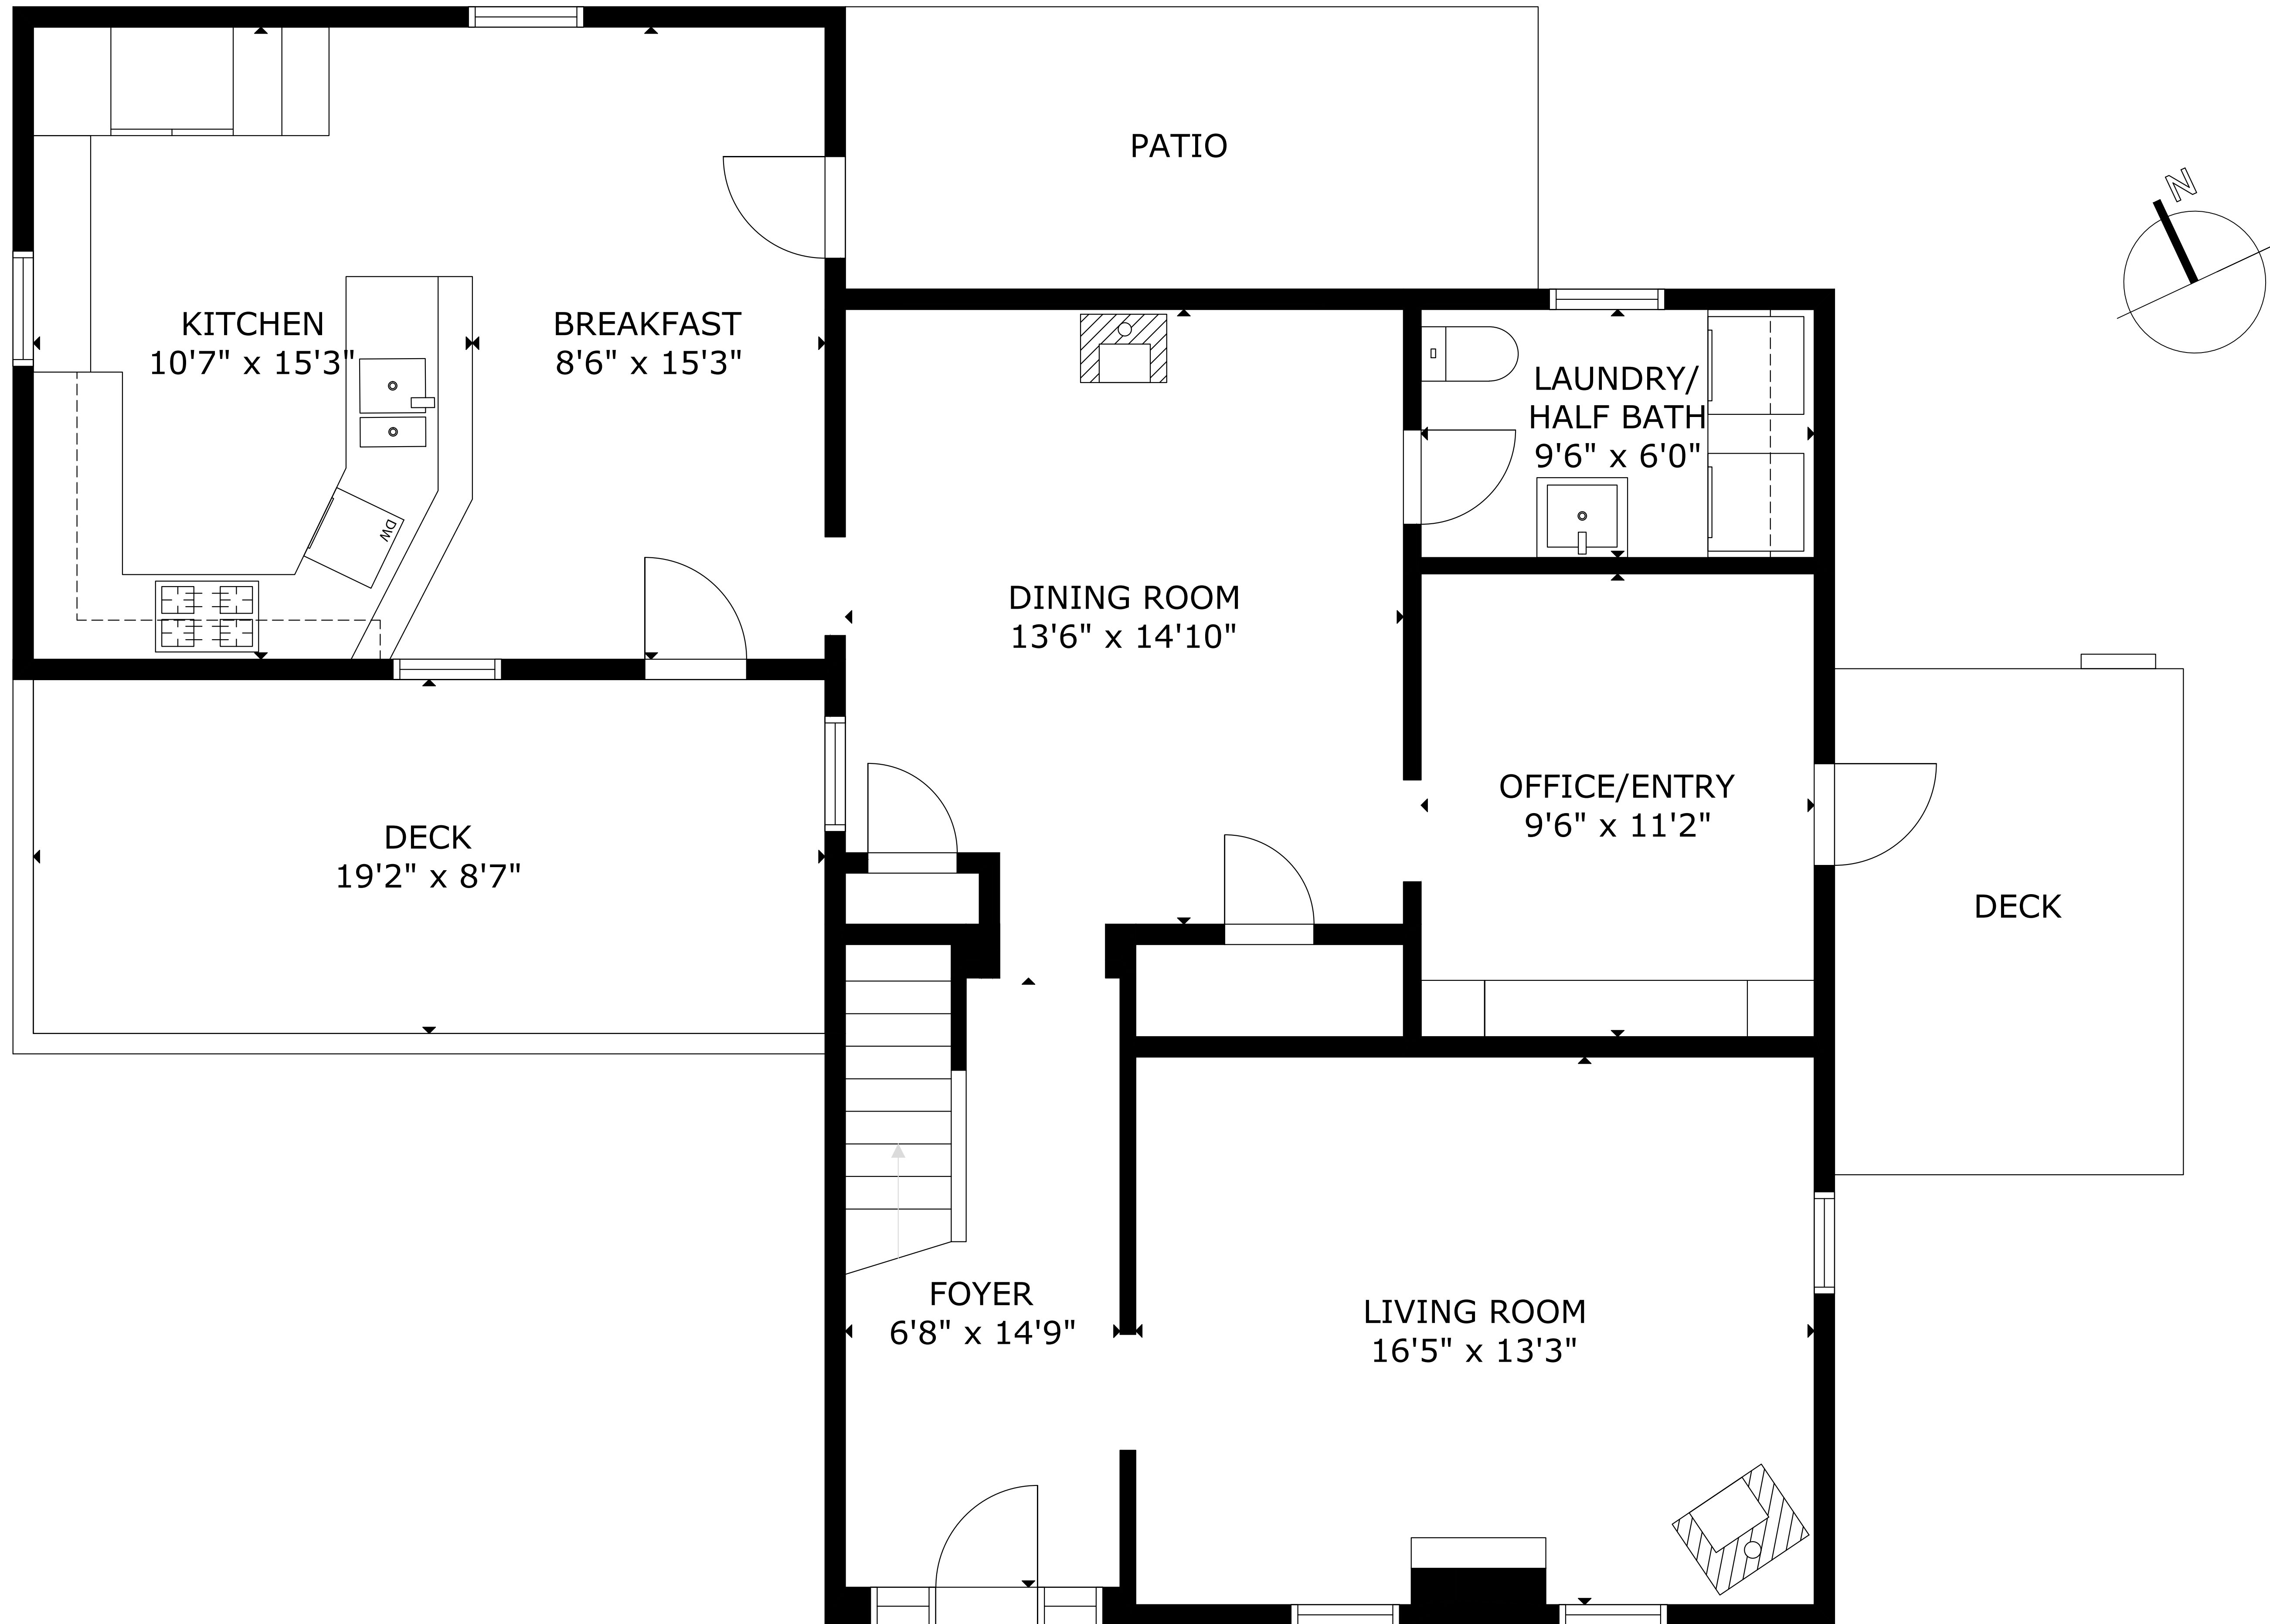 PATIO
N
KITCHEN
10'7" x 15'3"
BREAKFAST
8'6" x 15'3"
LAUNDRY/
HALF BATH
9'6" x 6'0"
DW
DINING ROOM
13'6" x 14'10"
OFFICE/ENTRY
9'6" x 11'2"
DECK
19'2" x 8'7"
DECK
FOYER
6'8" x 14'9"
LIVING ROOM
16'5" x 13'3"